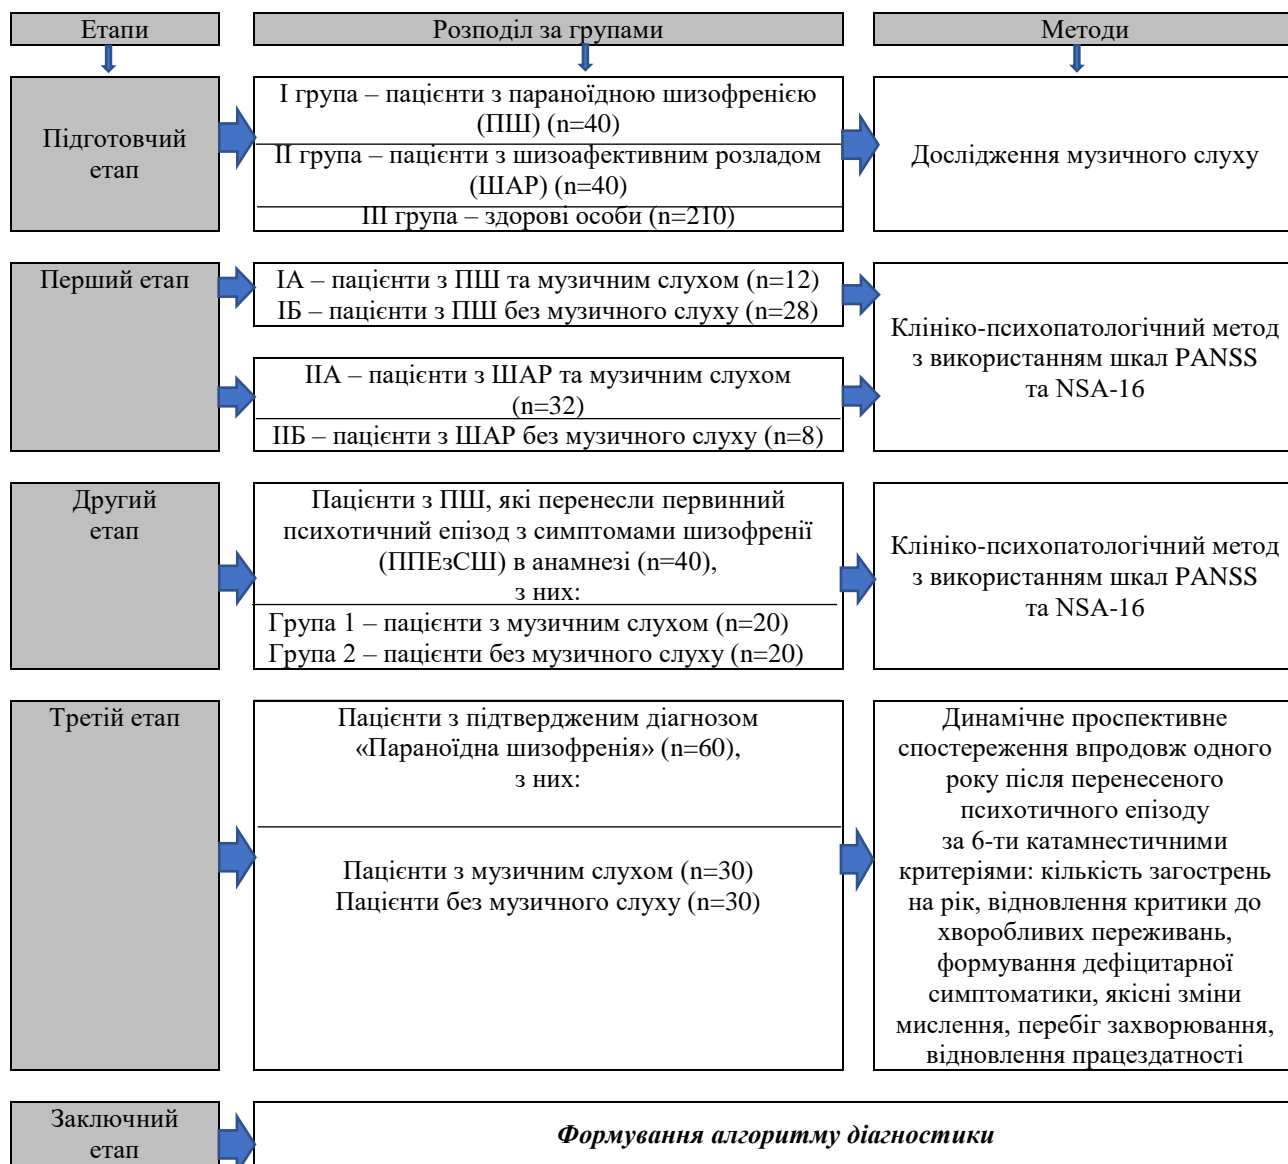 Етапи
Розподіл за групами
Методи
Підготовчий
етап
І група – пацієнти з параноїдною шизофренією
(ПШ) (n=40)
ІІ група – пацієнти з шизоафективним розладом
(ШАР) (n=40)
ІІІ група – здорові особи (n=210)
Дослідження музичного слуху
Перший етап
ІА – пацієнти з ПШ та музичним слухом (n=12)
ІБ – пацієнти з ПШ без музичного слуху (n=28)
ІІА – пацієнти з ШАР та музичним слухом
(n=32)
ІІБ – пацієнти з ШАР без музичного слуху (n=8)
Клініко-психопатологічний метод
з використанням шкал PANSS
та NSA-16
Другий
етап
Пацієнти з ПШ, які перенесли первинний
психотичний епізод з симптомами шизофренії
(ППЕзСШ) в анамнезі (n=40),
з них:
Група 1 – пацієнти з музичним слухом (n=20)
Група 2 – пацієнти без музичного слуху (n=20)
Клініко-психопатологічний метод
з використанням шкал PANSS
та NSA-16
Третій етап
Пацієнти з підтвердженим діагнозом
«Параноїдна шизофренія» (n=60),
з них:
Пацієнти з музичним слухом (n=30)
Пацієнти без музичного слуху (n=30)
Динамічне проспективне
спостереження впродовж одного
року після перенесеного
психотичного епізоду
за 6-ти катамнестичними
критеріями: кількість загострень
на рік, відновлення критики до
хворобливих переживань,
формування дефіцитарної
симптоматики, якісні зміни
мислення, перебіг захворювання,
відновлення працездатності
Заключний
етап
Формування алгоритму діагностики